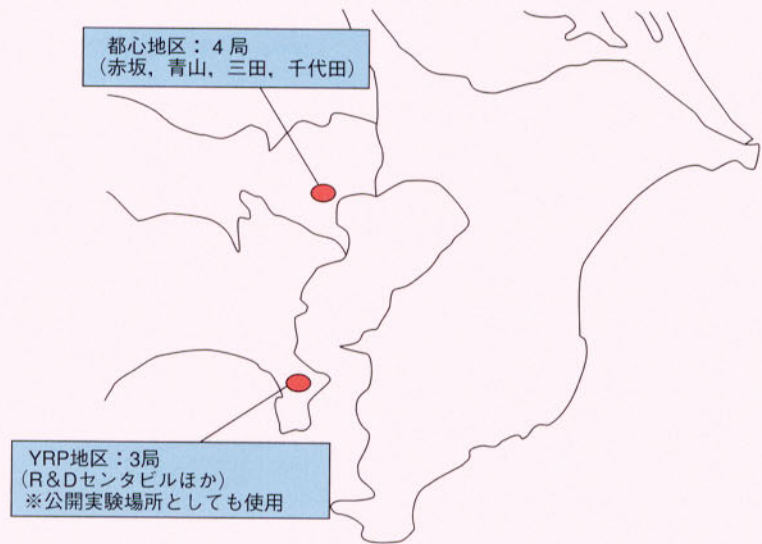 都心地区：４局
（赤坂，青山，三田，千代田）
YRP地区：3局
（R＆Dセンタビルほか）
※公開実験場所としても使用